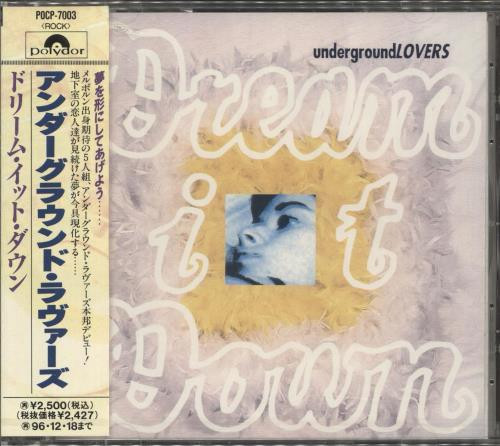 POCP-7003
<ROCK>
polydor
夢を形にしてあげよう……
メルボルン出身期待の5人組、アンダーグラウンド・ラヴァーズ本邦デビュー!
地下室の恋人達が見続けた夢が今具現化する……
アンダーグラウンド・ラヴァーズ
ドリーム・イット・ダウン
¥2,500(税込)
(税抜価格¥2,427)
96・12・18まで
undergroundLOVERS
Dream
it
Down